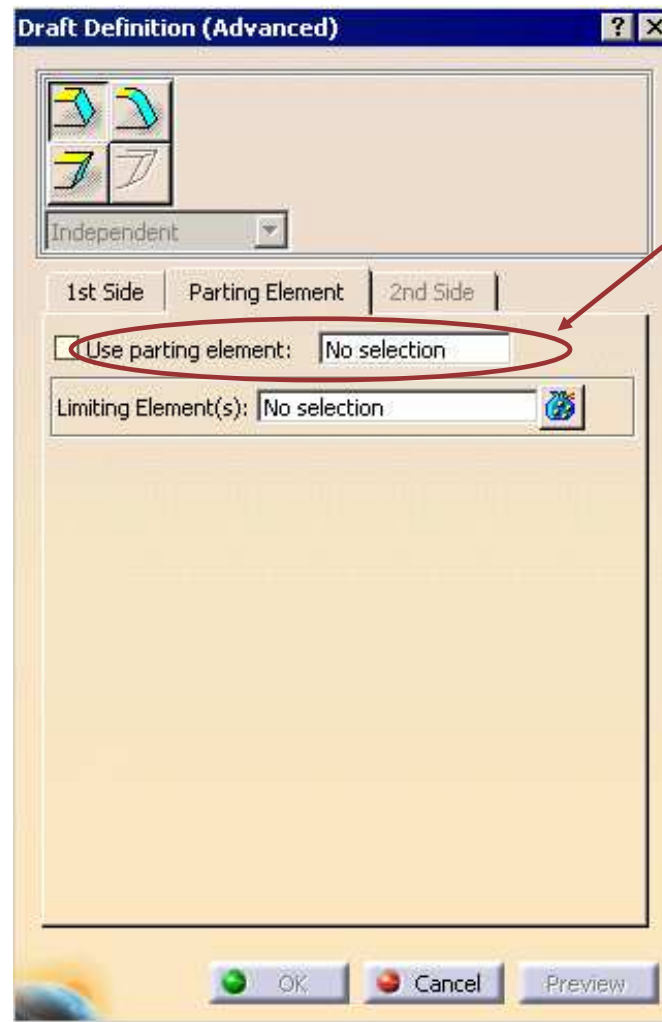 Draft Definition (Advanced)
Independent
1st Side Parting Element 2nd Side
Use parting element: No selection
Limiting Element(s): No selection
OK Cancel Preview